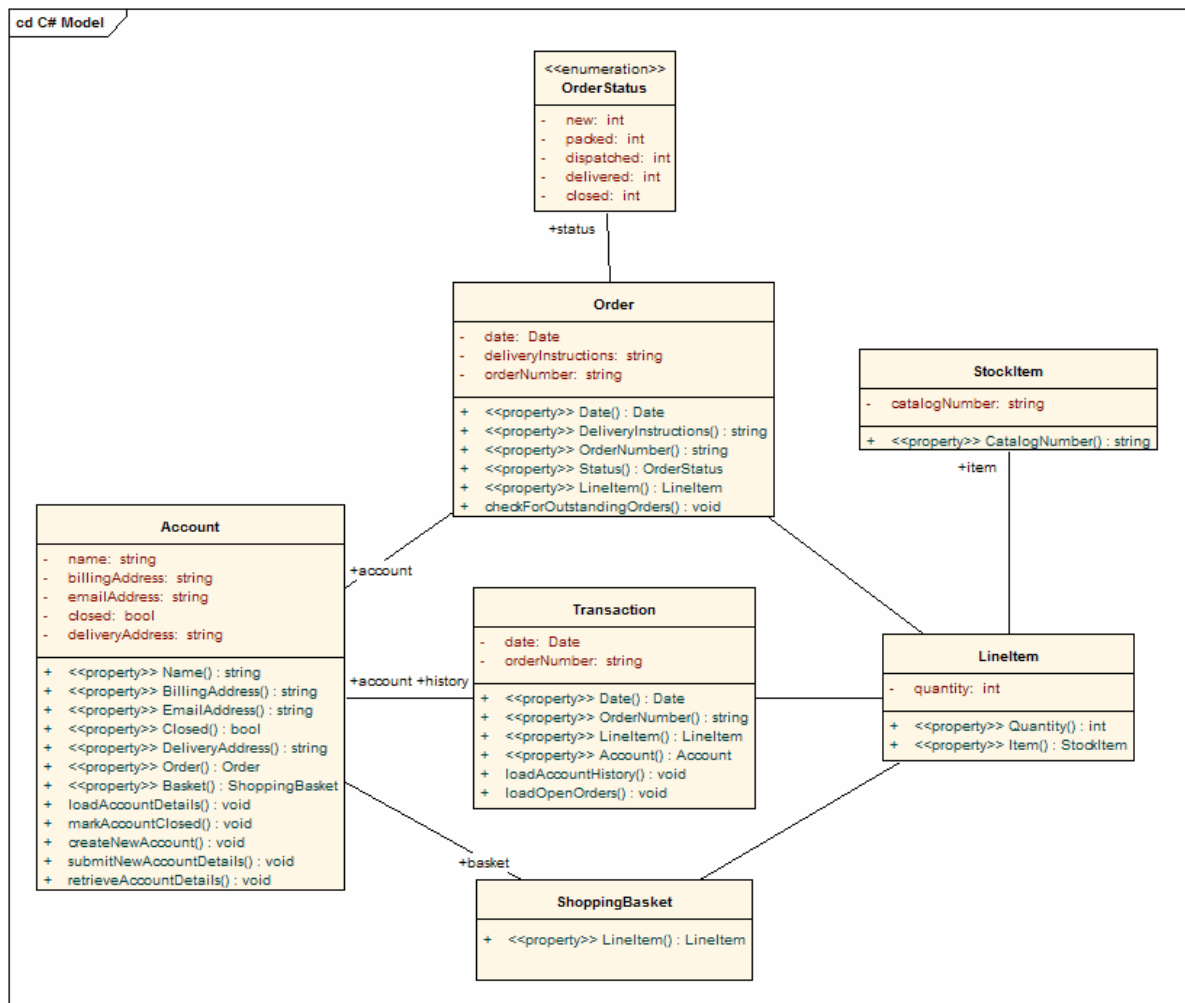 cd C# Model
<<enumeration>>
OrderStatus
- new: int
- packed: int
- dispatched: int
- delivered: int
- closed: int
+status
Order
- date: Date
- deliveryInstructions: string
- orderNumber: string
+ <<property>> Date() : Date
+ <<property>> DeliveryInstructions() : string
+ <<property>> OrderNumber() : string
+ <<property>> Status() : OrderStatus
+ <<property>> LineItem() : LineItem
+ checkForOutstandingOrders() : void
StockItem
- catalogNumber: string
+ <<property>> CatalogNumber() : string
+item
Account
- name: string
- billingAddress: string
- emailAddress: string
- closed: bool
- deliveryAddress: string
+ <<property>> Name() : string
+ <<property>> BillingAddress() : string
+ <<property>> EmailAddress() : string
+ <<property>> Closed() : bool
+ <<property>> DeliveryAddress() : string
+ <<property>> Order() : Order
+ <<property>> Basket() : ShoppingBasket
+ loadAccountDetails() : void
+ markAccountClosed() : void
+ createNewAccount() : void
+ submitNewAccountDetails() : void
+ retrieveAccountDetails() : void
+account
+account +history
Transaction
- date: Date
- orderNumber: string
+ <<property>> Date() : Date
+ <<property>> OrderNumber() : string
+ <<property>> LineItem() : LineItem
+ <<property>> Account() : Account
+ loadAccountHistory() : void
+ loadOpenOrders() : void
LineItem
- quantity: int
+ <<property>> Quantity() : int
+ <<property>> Item() : StockItem
+basket
ShoppingBasket
+ <<property>> LineItem() : LineItem